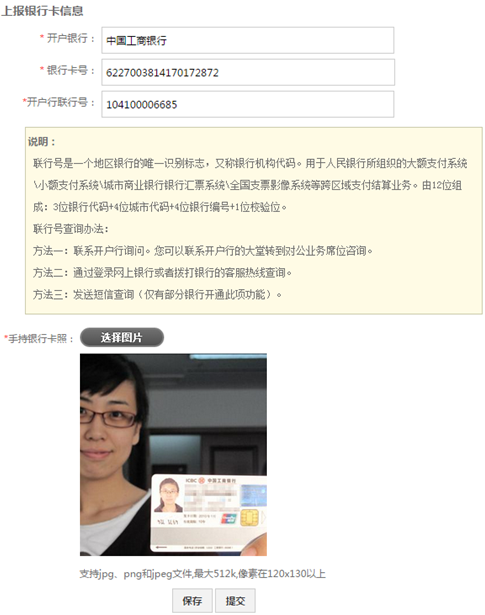 上报银行卡信息
* 开户银行： 中国工商银行
* 银行卡号： 6227003814170172872
*开户行联行号： 104100006685
说明：
联行号是一个地区银行的唯一识别标志，又称银行机构代码。用于人民银行所组织的大额支付系统
\小额支付系统\城市商业银行银行汇票系统\全国支票影像系统等跨区域支付结算业务。由12位组
成：3位银行代码+4位城市代码+4位银行编号+1位校验位。
联行号查询办法：
方法一：联系开户行询问。您可以联系开户行的大堂转到对公业务席位咨询。
方法二：通过登录网上银行或者拨打银行的客服热线查询。
方法三：发送短信查询（仅有部分银行开通此项功能）。
*手持银行卡照： 选择图片
ICBC 中国工商银行
支持jpg、png和jpeg文件,最大512k,像素在120x130以上
保存 提交